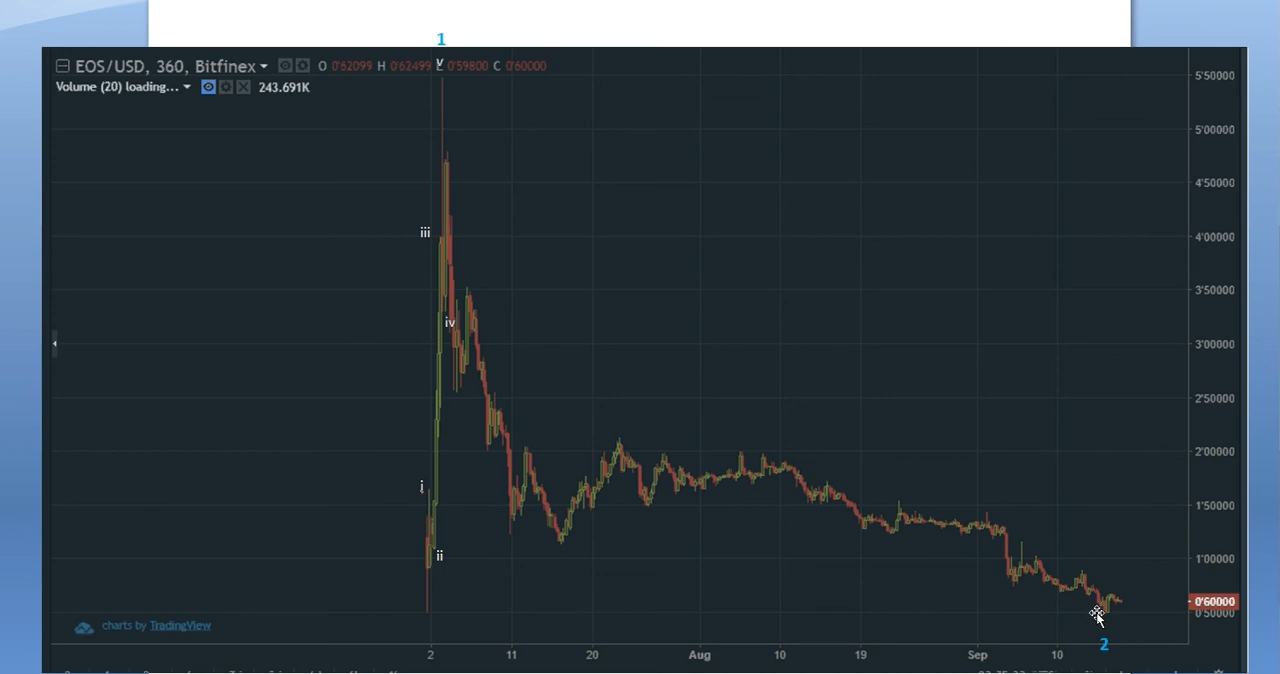 1
EOS/USD, 360, Bitfinex O 0'62099 H 0'62499 L 0'59800 C 0'60000
v
Volume (20) loading... 243.691K
5'50000
5'00000
4'50000
iii
4'00000
3'50000
iv
3'00000
2'50000
2'00000
i
1'50000
ii
1'00000
0'60000
0'50000
charts by TradingView
2
2 11 20 Aug 10 19 Sep 10